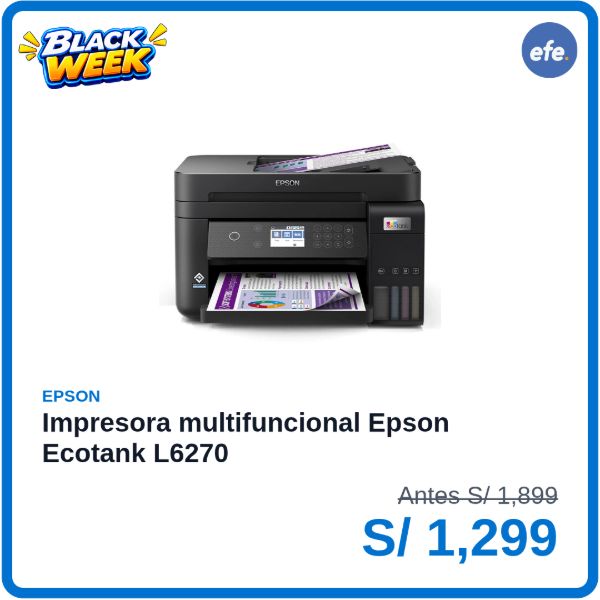 BLACK
WEEK
efe.
EPSON
EPSON
Impresora multifuncional Epson
Ecotank L6270
Antes S/ 1,899
S/ 1,299